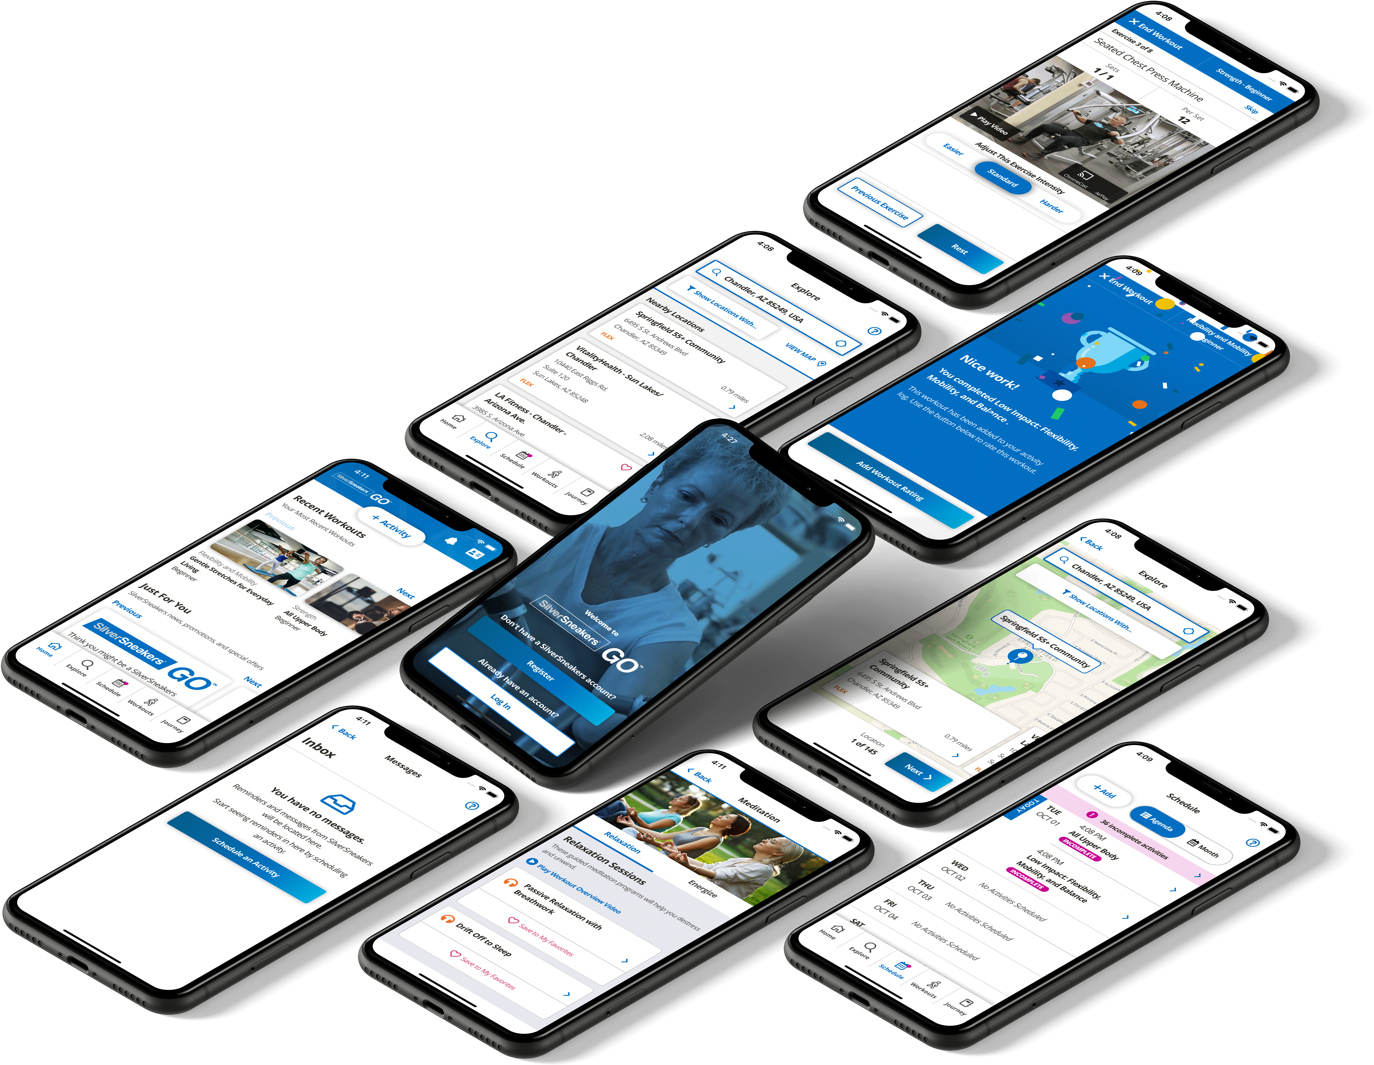 4:08
End Workout
Strength - Beginner
Exercise 3 of 8
Skip
Seated Chest Press Machine
Sets
1 / 1
Per Set
12
Play Video
Adjust This Exercise Intensity
Easier
Standard
Harder
Previous Exercise
Rest
4:08
Explore
Chandler, AZ 85249, USA
Show Locations With...
VIEW MAP
Nearby Locations
Springfield 55+ Community
6495 S St. Andrews Blvd
Chandler, AZ 85349
FLEX
0.79 miles
VitalityHealth - Sun Lakes/
Chandler
10440 East Riggs Rd.
Suite 120
Sun Lakes, AZ 85248
FLEX
2.08 miles
LA Fitness - Chandler -
Arizona Ave.
3985 S. Arizona Ave.
Home
Explore
Schedule
Workouts
Journey
4:09
End Workout
Flexibility and Mobility
Beginner
Nice work!
You completed Low Impact: Flexibility,
Mobility, and Balance .
This workout has been added to your activity
log. Use the button below to rate this workout.
Add Workout Rating
4:11
SilverSneakers
GO
+ Activity
Recent Workouts
Your Most Recent Workouts
Previous
Next
Flexibility and Mobility
Gentle Stretches for Everyday
Living
Beginner
Strength
All Upper Body
Beginner
Just For You
SilverSneakers news, promotions, and special offers
Previous
Next
SilverSneakers
GO™
Think you might be a SilverSneakers
Home
Explore
Schedule
Workouts
Journey
4:27
Welcome to
SilverSneakers
GO™
Don't have a SilverSneakers account?
Register
Already have an account?
Log In
4:08
Back
Explore
Chandler, AZ 85249, USA
Show Locations With...
Springfield 55+ Community
Springfield 55+
Community
6495 S St. Andrews Blvd
Chandler, AZ 85349
FLEX
0.79 miles
Location
1 of 145
Next
4:11
Back
Messages
Inbox
You have no messages.
Reminders and messages from SilverSneakers
will be located here.
Start seeing reminders in here by scheduling
an activity.
Schedule an Activity
4:11
Back
Meditation
Relaxation
Energize
Relaxation Sessions
These guided meditation programs will help you destress
and unwind.
Play Workout Overview Video
Passive Relaxation with
Breathwork
Save to My Favorites
Drift Off to Sleep
Save to My Favorites
4:09
Schedule
+Add
Agenda
Month
36 incomplete activities
TODAY
TUE
OCT 01
4:08 PM
All Upper Body
INCOMPLETE
4:08 PM
Low Impact: Flexibility,
Mobility, and Balance
INCOMPLETE
WED
OCT 02
No Activities Scheduled
THU
OCT 03
No Activities Scheduled
FRI
OCT 04
No Activities Scheduled
SAT
Home
Explore
Schedule
Workouts
Journey